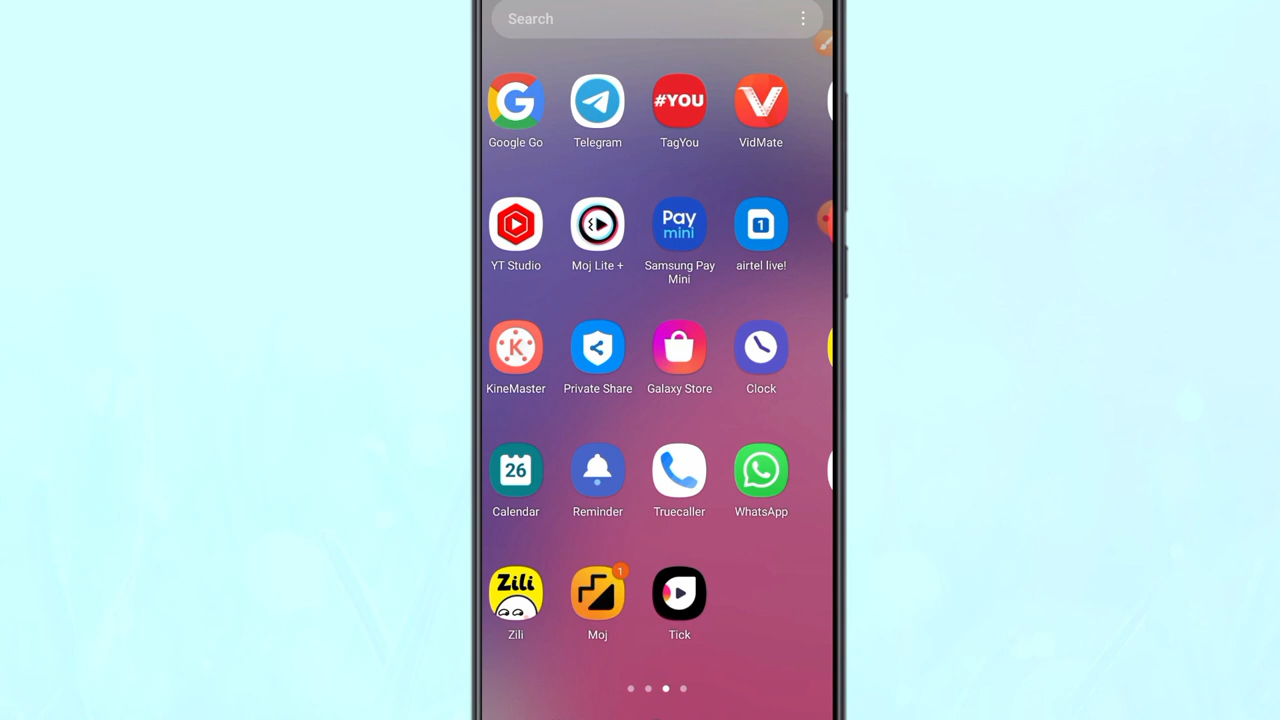 Search
#YOU
Google Go
Telegram
TagYou
VidMate
Pay
mini
1
YT Studio
Moj Lite +
Samsung Pay
Mini
airtel live!
K
KineMaster
Private Share
Galaxy Store
Clock
26
Calendar
Reminder
Truecaller
WhatsApp
Zili
1
Zili
Moj
Tick